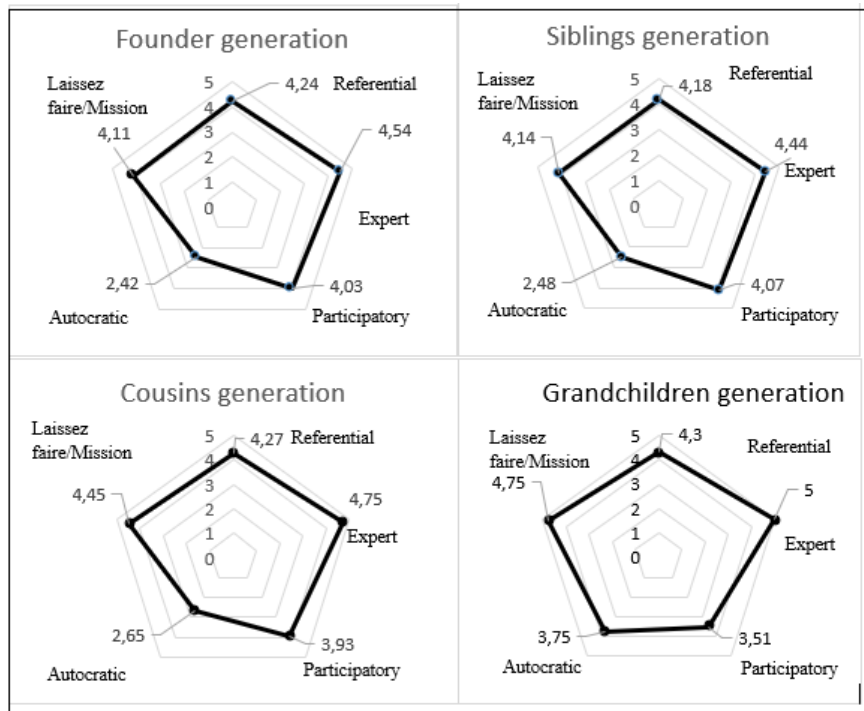 Founder generation
Laissez
faire/Mission
4,11
5
4
3
2
1
0
4,24
Referential
4,54
Expert
2,42
4,03
Autocratic
Participatory
Siblings generation
Laissez
faire/Mission
4,14
5
4
3
2
1
0
4,18
Referential
4,44
Expert
2,48
4,07
Autocratic
Participatory
Cousins generation
Laissez
faire/Mission
4,45
5
4
3
2
1
0
4,27
Referential
4,75
Expert
2,65
3,93
Autocratic
Participatory
Grandchildren generation
Laissez
faire/Mission
4,75
5
4
3
2
1
0
4,3
Referential
5
Expert
3,75
3,51
Autocratic
Participatory